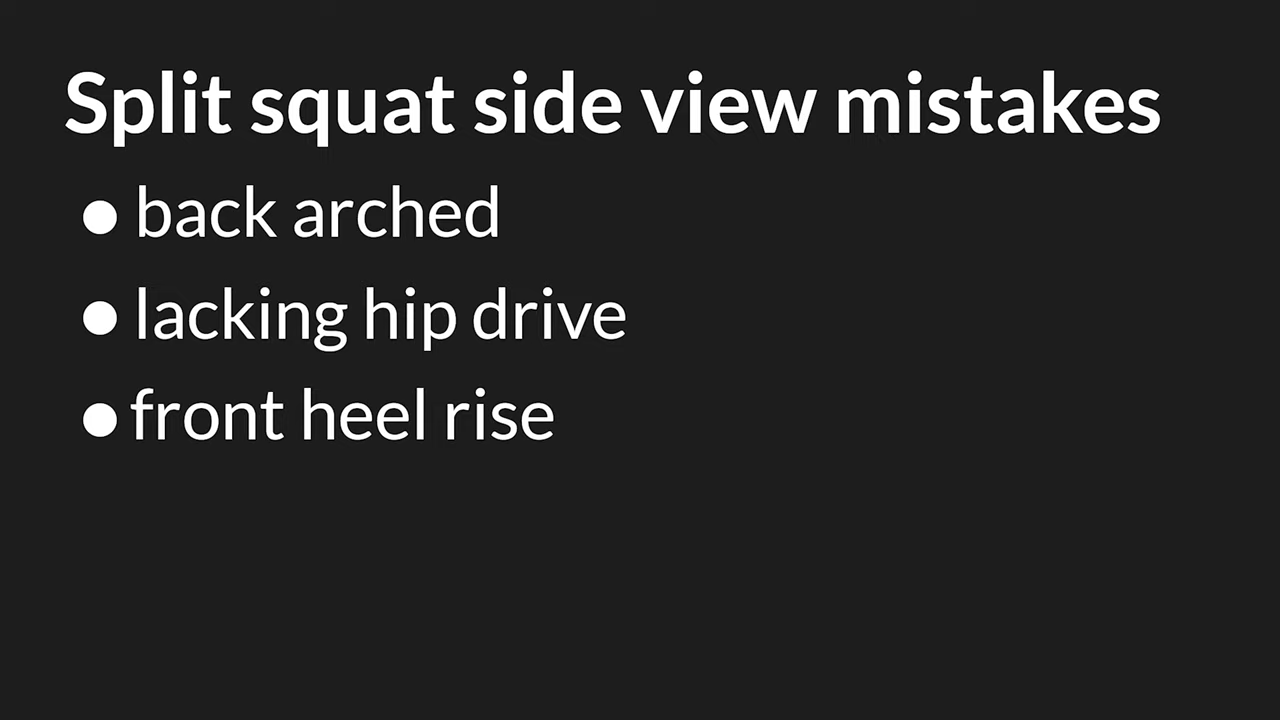 Split squat side view mistakes
● back arched
● lacking hip drive
● front heel rise